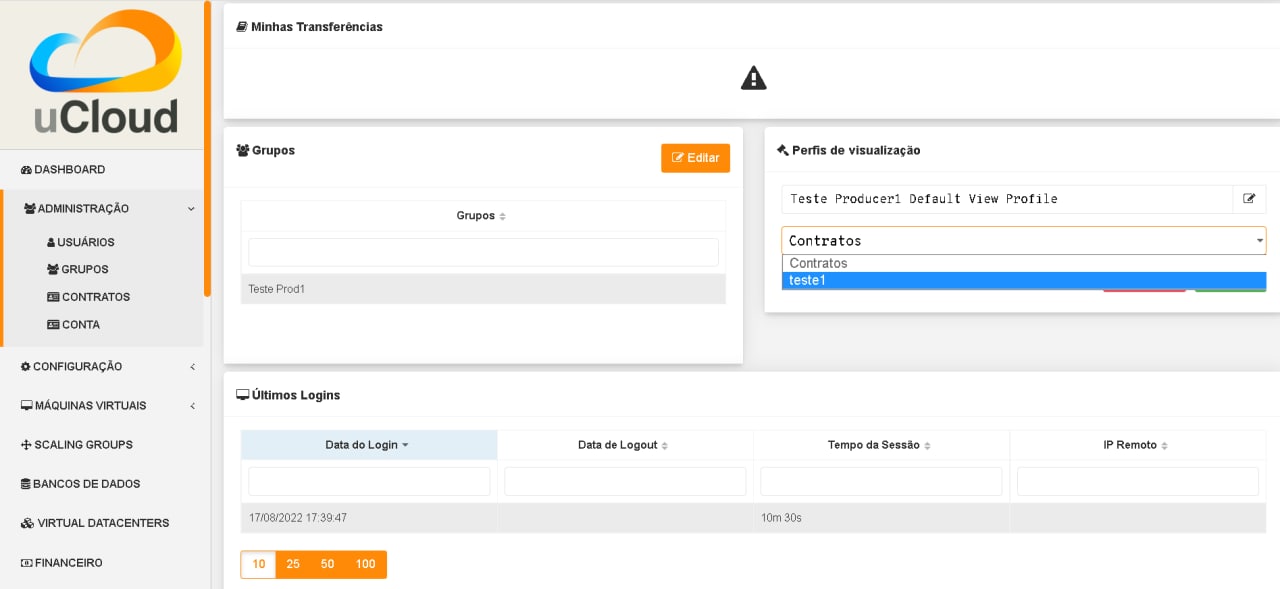 uCloud
DASHBOARD
ADMINISTRAÇÃO
USUÁRIOS
GRUPOS
CONTRATOS
CONTA
CONFIGURAÇÃO
MÁQUINAS VIRTUAIS
SCALING GROUPS
BANCOS DE DADOS
VIRTUAL DATACENTERS
FINANCEIRO
Minhas Transferências
Grupos
Editar
Grupos
Teste Prod1
Perfis de visualização
Teste Producer1 Default View Profile
Contratos
Contratos
teste1
Últimos Logins
Data do Login Data de Logout Tempo da Sessão IP Remoto
17/08/2022 17:39:47 10m 30s
10 25 50 100